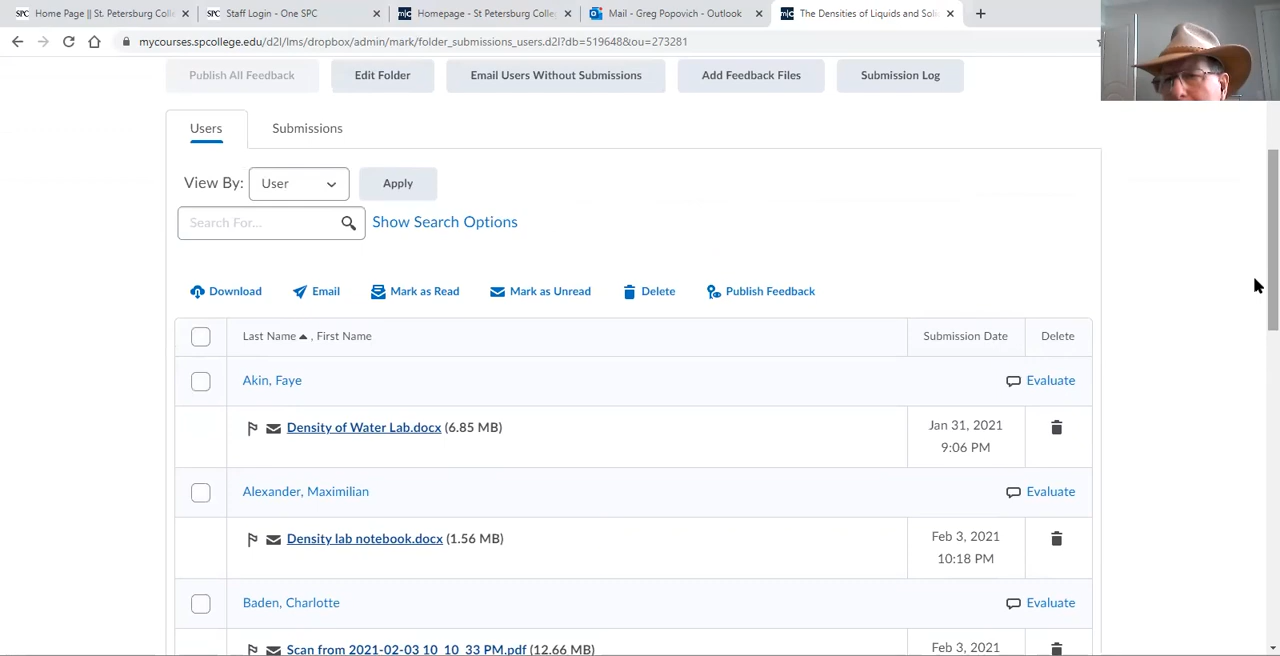 SPC Home Page || St. Petersburg Colle
SPC Staff Login - One SPC
m|c Homepage - St Petersburg Colle
Mail - Greg Popovich - Outlook
m|c The Densities of Liquids and Soli
mycourses.spcollege.edu/d2l/lms/dropbox/admin/mark/folder_submissions_users.d2l?db=519648&ou=273281
Publish All Feedback
Edit Folder
Email Users Without Submissions
Add Feedback Files
Submission Log
Users
Submissions
View By: User Apply
Search For... Show Search Options
Download Email Mark as Read Mark as Unread Delete Publish Feedback
Last Name , First Name Submission Date Delete
Akin, Faye Evaluate
Density of Water Lab.docx (6.85 MB) Jan 31, 2021
9:06 PM
Alexander, Maximilian Evaluate
Density lab notebook.docx (1.56 MB) Feb 3, 2021
10:18 PM
Baden, Charlotte Evaluate
Scan from 2021-02-03 10_10_33 PM.pdf (12.66 MB) Feb 3, 2021